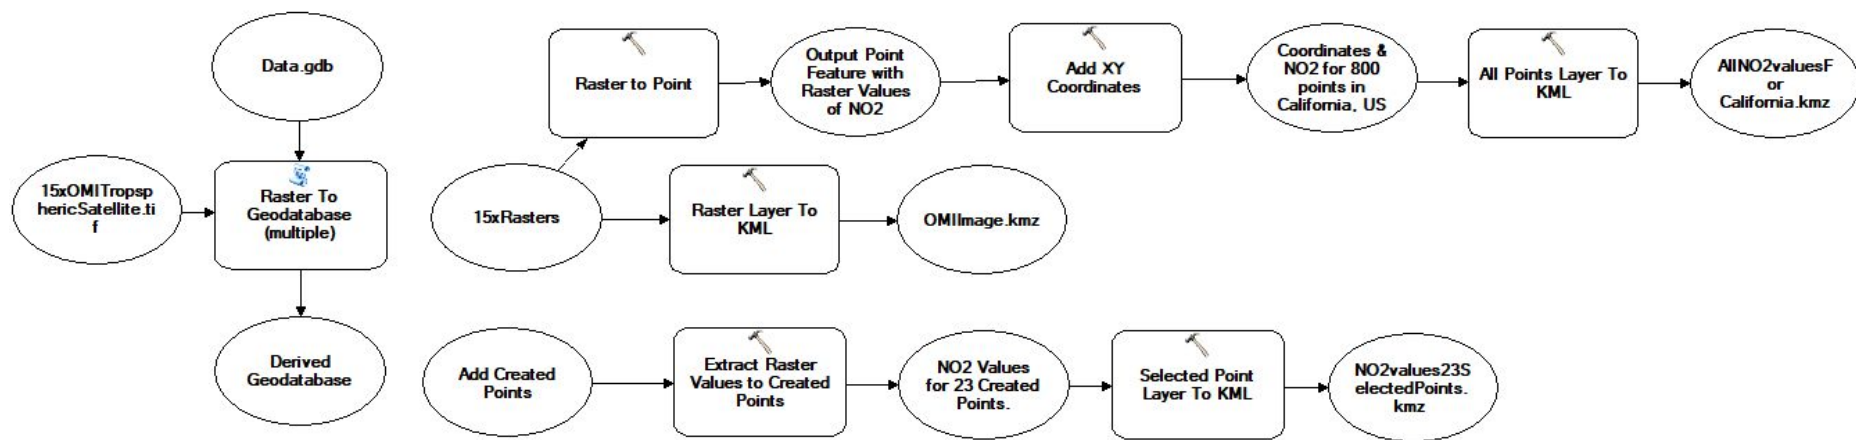 Data.gdb
15xOMITropsp
hericSatellite.ti
f
Raster To
Geodatabase
(multiple)
Derived
Geodatabase
Raster to Point
Output Point
Feature with
Raster Values
of NO2
Add XY
Coordinates
Coordinates &
NO2 for 800
points in
California, US
All Points Layer To
KML
AllNO2valuesF
or
California.kmz
15xRasters
Raster Layer To
KML
OMIImage.kmz
Add Created
Points
Extract Raster
Values to Created
Points
NO2 Values
for 23 Created
Points.
Selected Point
Layer To KML
NO2values23S
electedPoints.
kmz